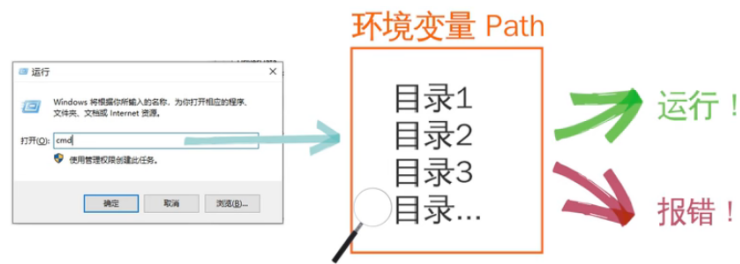 环境变量 Path
运行
Windows 将根据你所输入的名称，为你打开相应的程序、
文件夹、文档或 Internet 资源。
打开(O):
cmd
使用管理权限创建此任务。
确定
取消
浏览(B)...
目录1
目录2
目录3
目录...
运行！
报错！